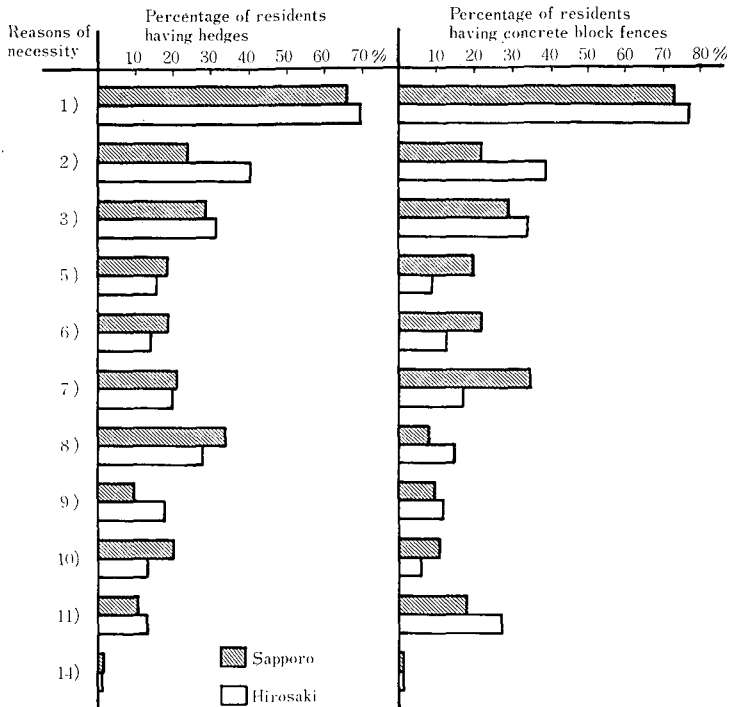 Reasons of
necessity
Percentage of residents
having hedges
10 20 30 40 50 60 70 %
Percentage of residents
having concrete block fences
10 20 30 40 50 60 70 80 %
1)
2)
3)
5)
6)
7)
8)
9)
10)
11)
14)
Sapporo
Hirosaki